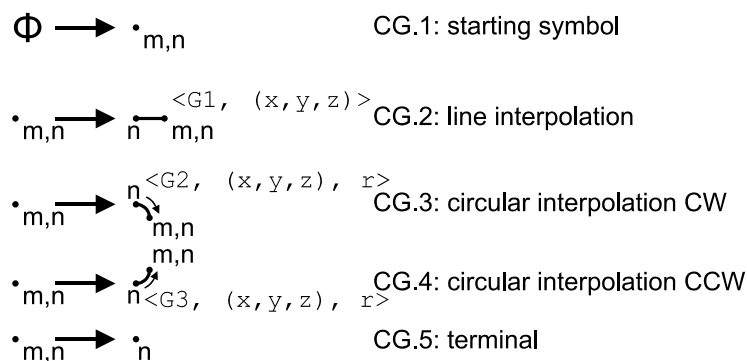 Φ m,n CG.1: starting symbol
<G1, (x,y,z)>
m,n n m,n CG.2: line interpolation
n <G2, (x,y,z), r>
m,n m,n CG.3: circular interpolation CW
m,n
m,n n CG.4: circular interpolation CCW
<G3, (x,y,z), r>
m,n n CG.5: terminal